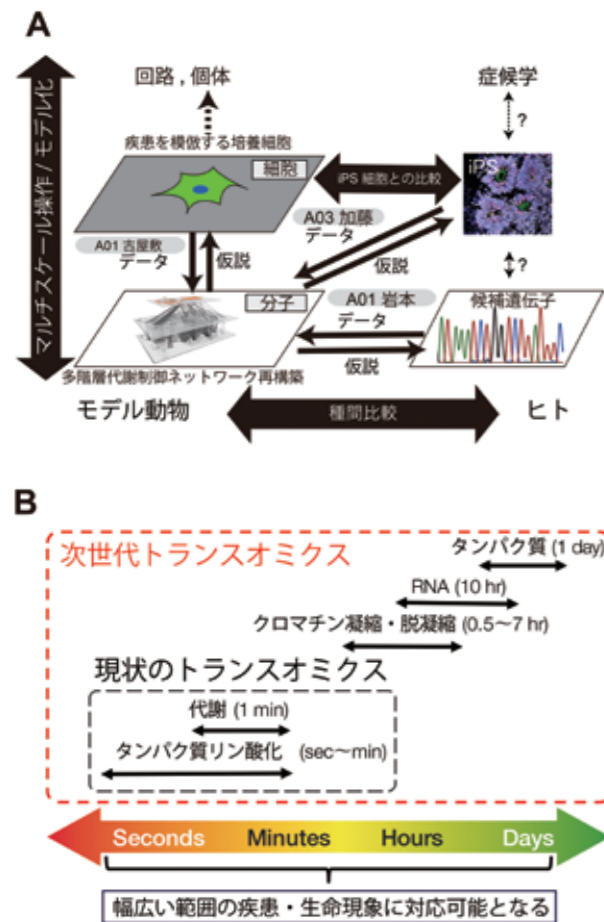 A
マルチスケール操作/モデル化
回路，個体
症候学
?
疾患を模倣する培養細胞
細胞
iPS
iPS 細胞との比較
A01 古屋敷
データ
仮説
A03 加藤
データ
仮説
?
分子
A01 岩本
データ
仮説
候補遺伝子
多階層代謝制御ネットワーク再構築
モデル動物
種間比較
ヒト
B
次世代トランスオミクス
タンパク質 (1 day)
RNA (10 hr)
クロマチン凝縮・脱凝縮 (0.5〜7 hr)
現状のトランスオミクス
代謝 (1 min)
タンパク質リン酸化 (sec〜min)
Seconds Minutes Hours Days
幅広い範囲の疾患・生命現象に対応可能となる